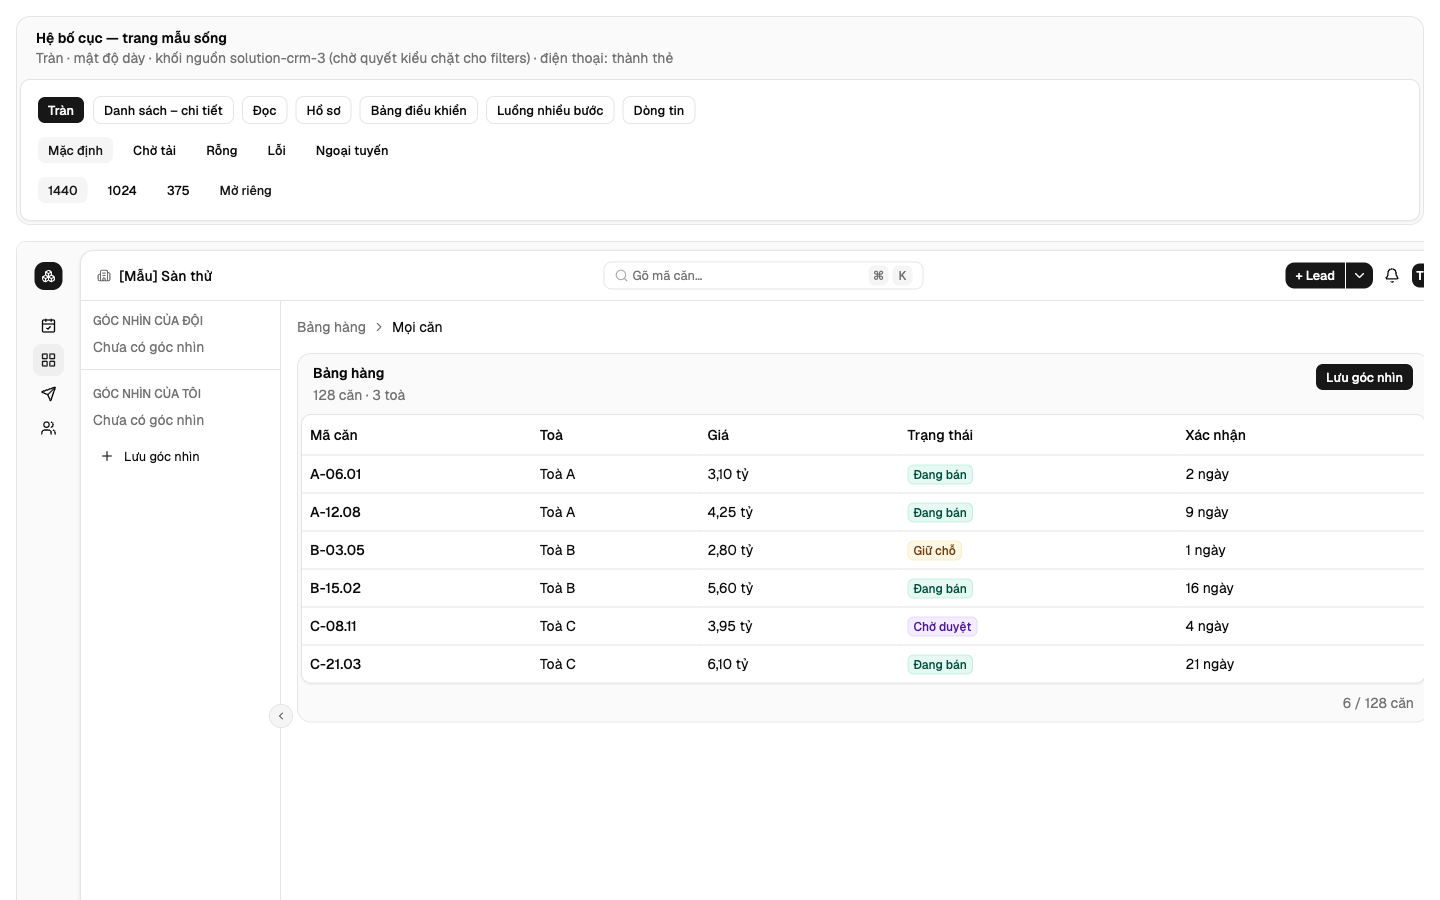 Hệ bố cục — trang mẫu sống
Tràn · mật độ dày · khối nguồn solution-crm-3 (chờ quyết kiểu chặt cho filters) · điện thoại: thành thẻ
Tràn Danh sách – chi tiết Đọc Hồ sơ Bảng điều khiển Luồng nhiều bước Dòng tin
Mặc định Chờ tải Rỗng Lỗi Ngoại tuyến
1440 1024 375 Mở riêng
[Mẫu] Sàn thử Gõ mã căn... ⌘ K + Lead
GÓC NHÌN CỦA ĐỘI
Chưa có góc nhìn
GÓC NHÌN CỦA TÔI
Chưa có góc nhìn
Lưu góc nhìn
Bảng hàng > Mọi căn
Bảng hàng
128 căn · 3 toà
Lưu góc nhìn
Mã căn Toà Giá Trạng thái Xác nhận
A-06.01 Toà A 3,10 tỷ Đang bán 2 ngày
A-12.08 Toà A 4,25 tỷ Đang bán 9 ngày
B-03.05 Toà B 2,80 tỷ Giữ chỗ 1 ngày
B-15.02 Toà B 5,60 tỷ Đang bán 16 ngày
C-08.11 Toà C 3,95 tỷ Chờ duyệt 4 ngày
C-21.03 Toà C 6,10 tỷ Đang bán 21 ngày
6 / 128 căn